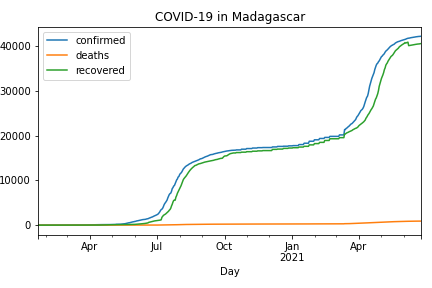 COVID-19 in Madagascar
confirmed
deaths
recovered
40000
30000
20000
10000
0
Apr Jul Oct Jan Apr
2021
Day